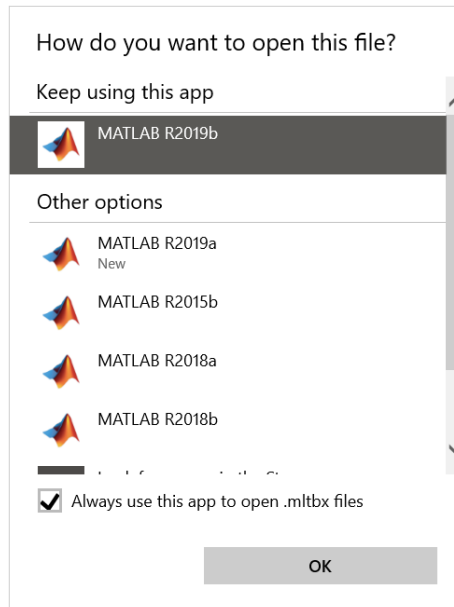 How do you want to open this file?
Keep using this app
MATLAB R2019b
Other options
MATLAB R2019a
New
MATLAB R2015b
MATLAB R2018a
MATLAB R2018b
Always use this app to open .mltbx files
OK